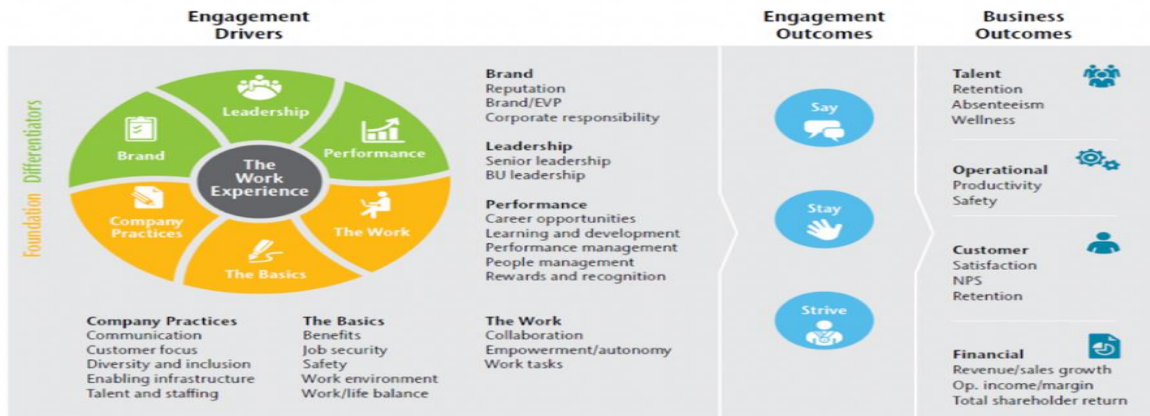 Engagement
Drivers
Engagement
Outcomes
Business
Outcomes
Differentiators
Foundation
Leadership
Brand
Performance
The
Work
Experience
Company
Practices
The Work
The Basics
Brand
Reputation
Brand/EVP
Corporate responsibility
Leadership
Senior leadership
BU leadership
Performance
Career opportunities
Learning and development
Performance management
People management
Rewards and recognition
Company Practices
Communication
Customer focus
Diversity and inclusion
Enabling infrastructure
Talent and staffing
The Basics
Benefits
Job security
Safety
Work environment
Work/life balance
The Work
Collaboration
Empowerment/autonomy
Work tasks
Say
Stay
Strive
Talent
Retention
Absenteeism
Wellness
Operational
Productivity
Safety
Customer
Satisfaction
NPS
Retention
Financial
Revenue/sales growth
Op. income/margin
Total shareholder return